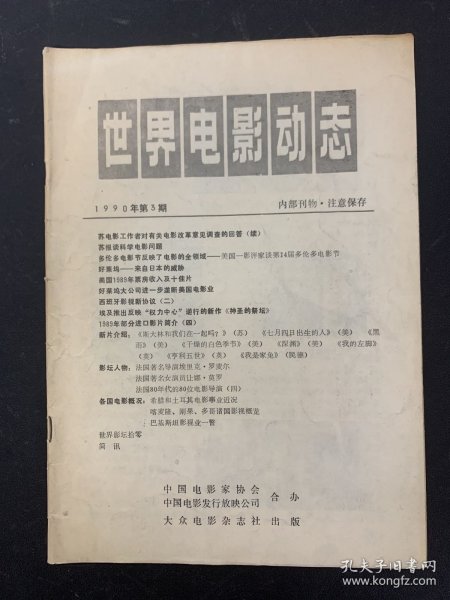 世界电影动志
1990年第3期
内部刊物·注意保存
苏电影工作者对有关电影改革意见调查的回答（续）
苏报谈科学电影问题
多伦多电影节反映了电影的全领域——美国一影评家谈第14届多伦多电影节
好莱坞——来自日本的威胁
美国1989年票房收入及十佳片
好莱坞大公司进一步垄断美国电影业
西班牙影视新协议（二）
埃及推出反映“权力中心”逆行的新作《神圣的祭坛》
1989年部分进口影片简介（四）
新片介绍：《斯大林和我们在一起吗？》（苏）《七月四日出生的人》（美）《黑
雨》（美）《干燥的白色季节》（美）《深渊》（美）《我的左脚》
（英）《亨利五世》（英）《我是家兔》（民德）
影坛人物：法国著名导演埃里克·罗麦尔
法国著名女演员让娜·莫罗
法国80年代的80位电影导演（四）
各国电影概况：希腊和土耳其电影事业近况
喀麦隆、刚果、多哥诸国影视概览
巴基斯坦影视业一瞥
世界影坛拾零
简讯
中国电影家协会
中国电影发行放映公司 合办
大众电影杂志社出版
孔夫子旧书网
www.kongfz.com